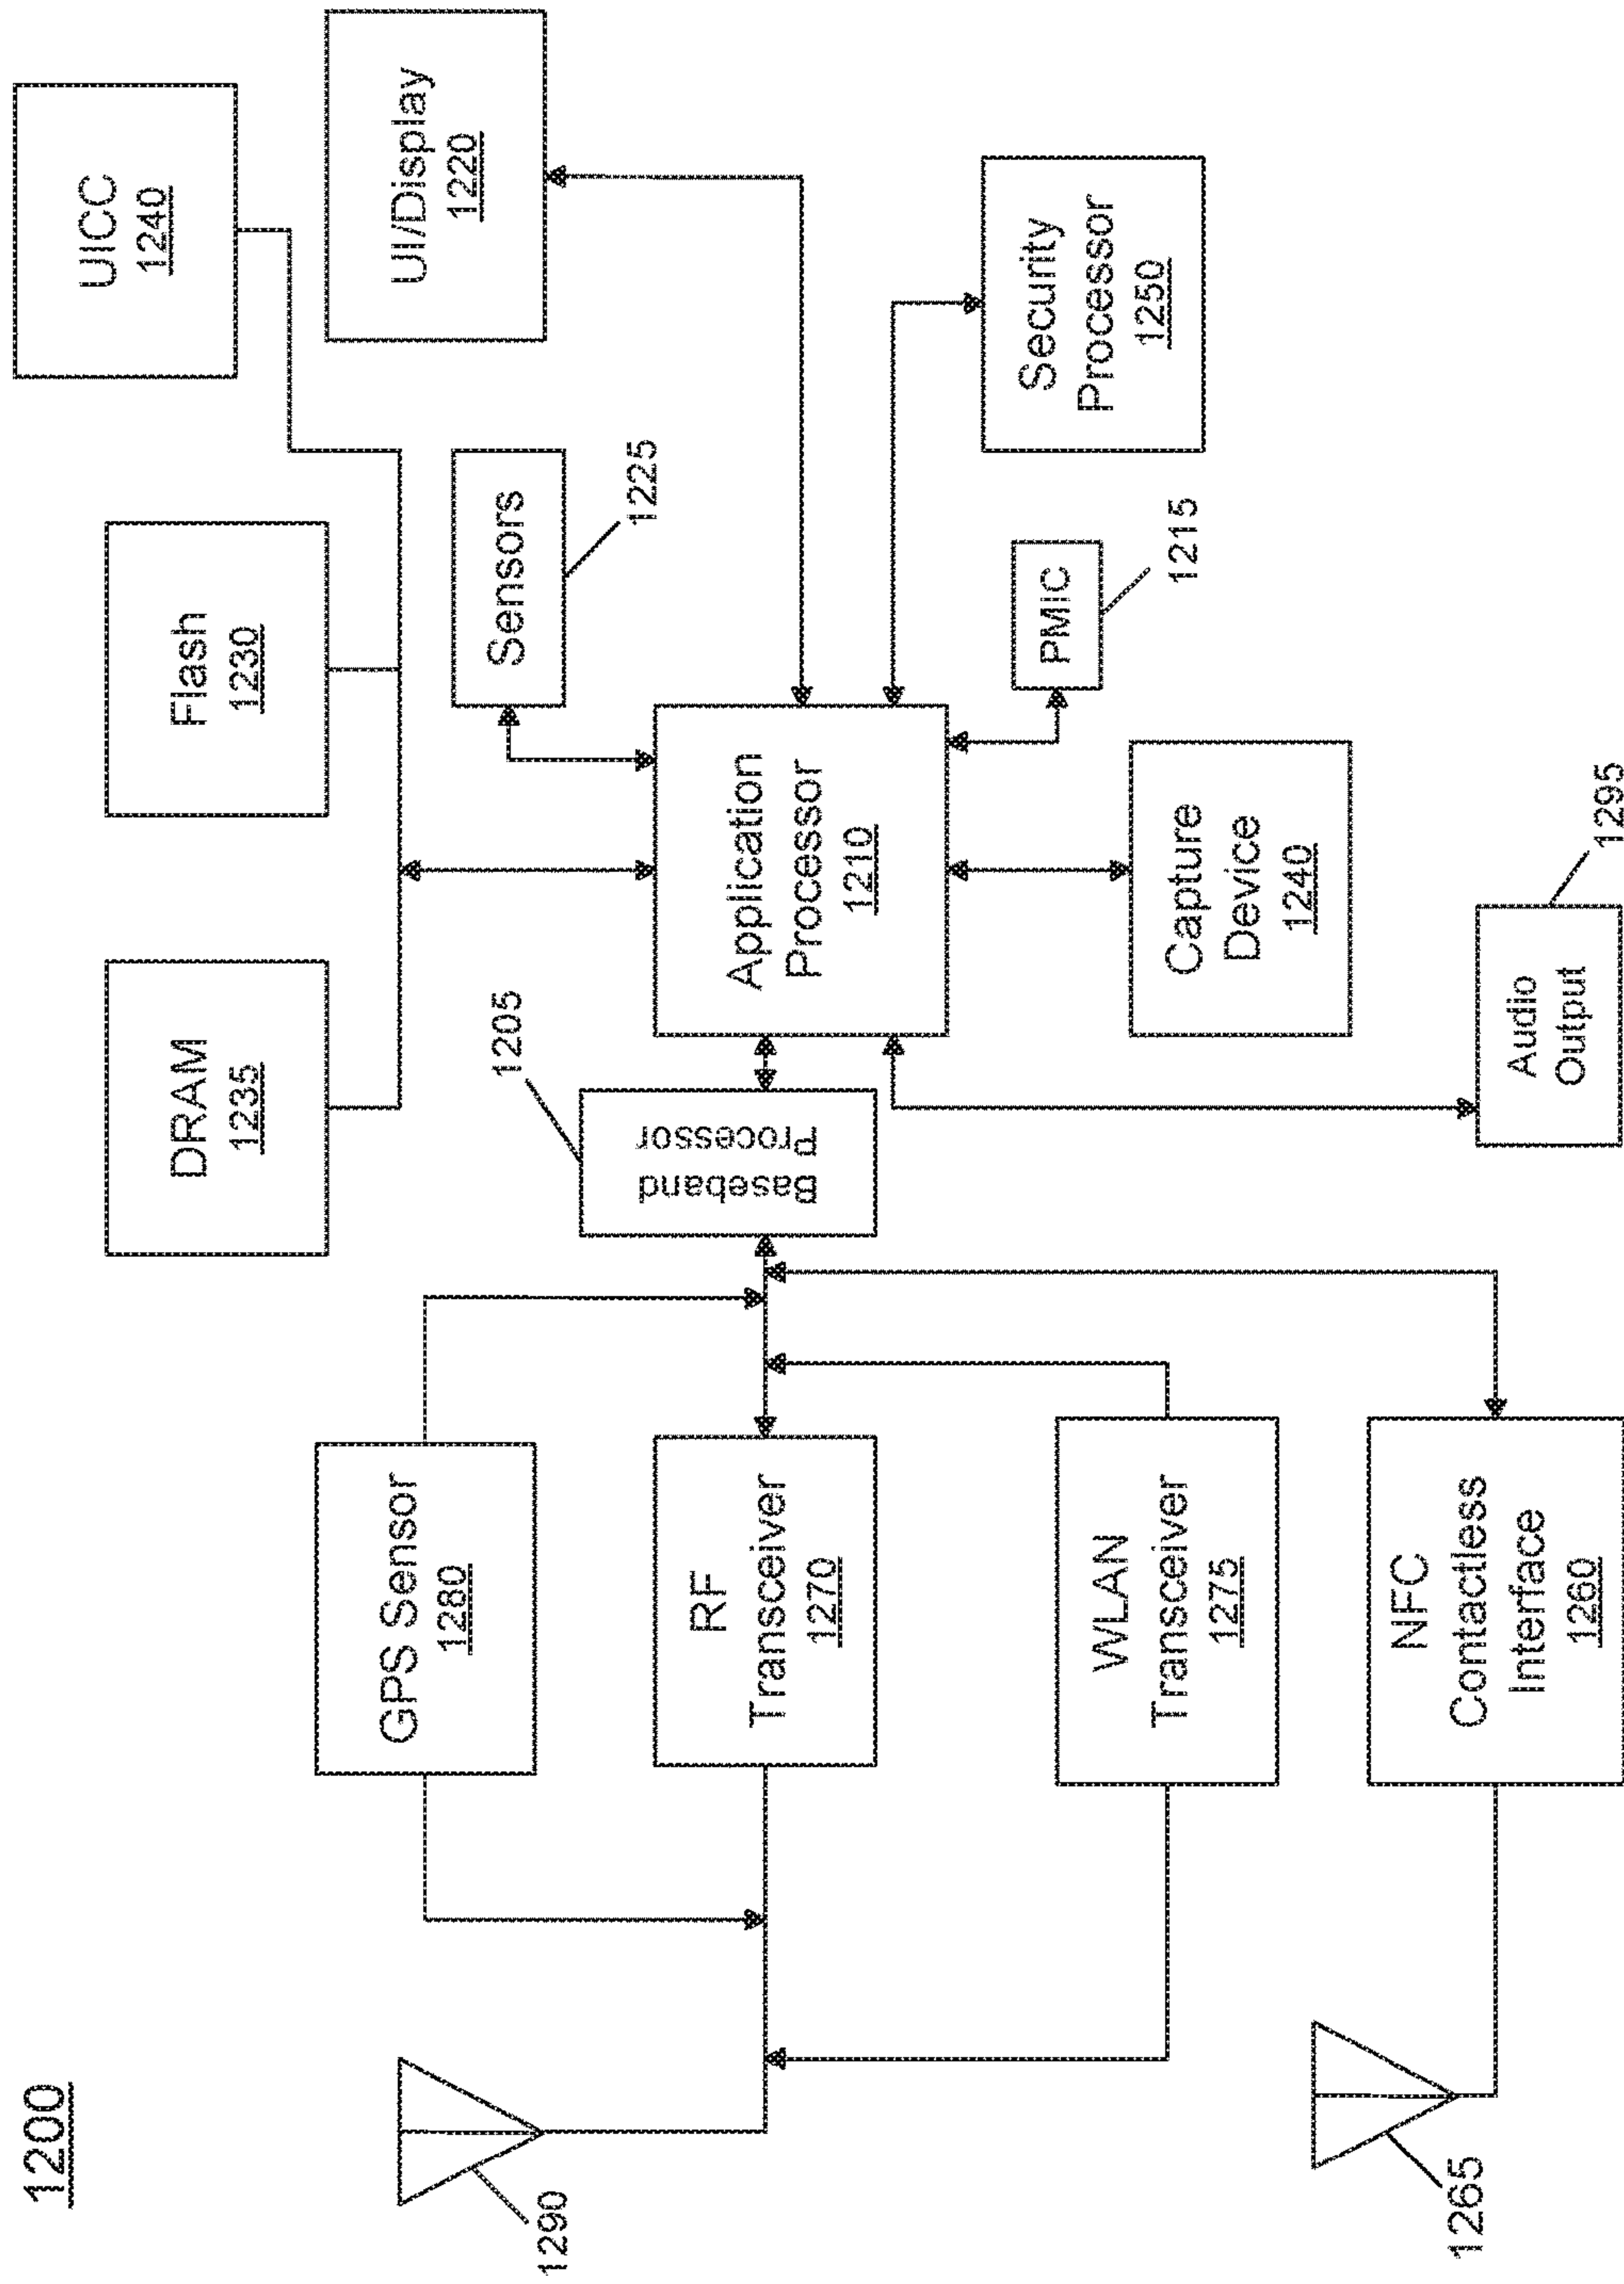 1200
UICC
1240
Flash
1230
DRAM
1235
UI/Display
1220
Sensors
1225
GPS Sensor
1280
1290
1205
Baseband
Processor
Application
Processor
1210
RF
Transceiver
1270
Security
Processor
1250
PMIC
1215
Capture
Device
1240
WLAN
Transceiver
1275
Audio
Output
1295
NFC
Contactless
Interface
1260
1265